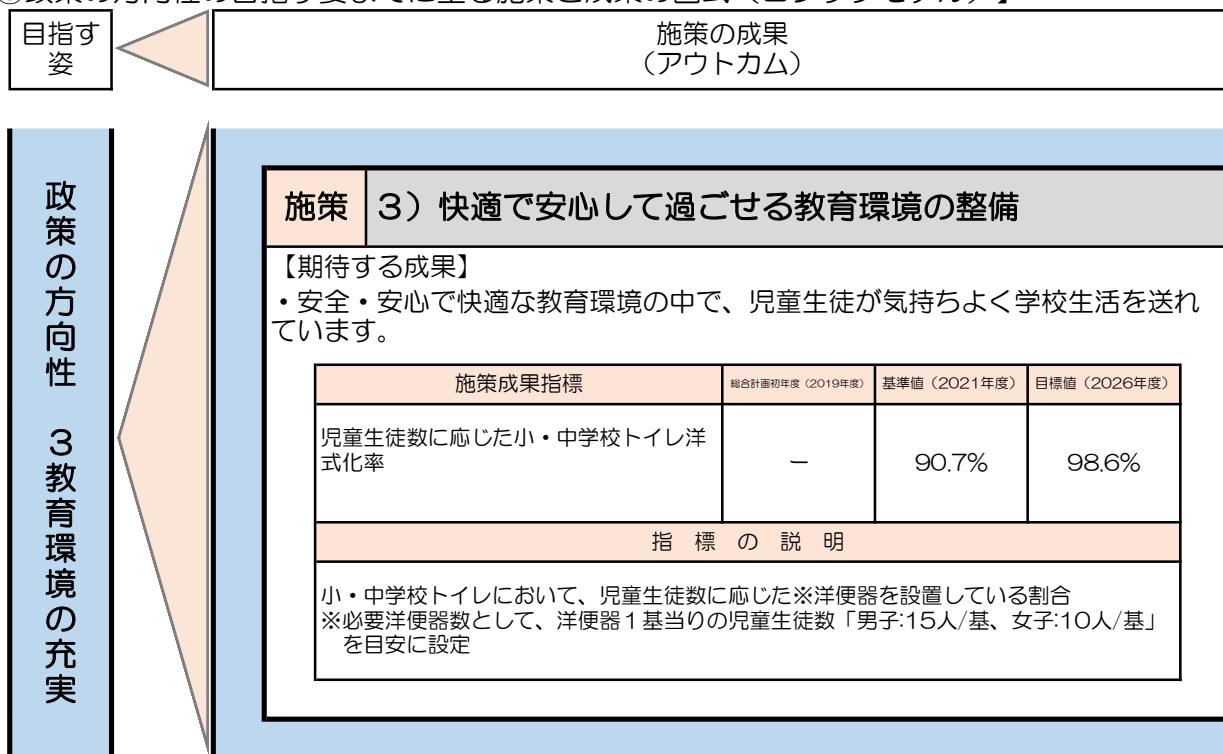 目指す
姿
施策の成果
（アウトカム）
政策の方向性　3教育環境の充実
施策
3）快適で安心して過ごせる教育環境の整備
【期待する成果】
・安全・安心で快適な教育環境の中で、児童生徒が気持ちよく学校生活を送れ
ています。
施策成果指標
総合計画初年度（2019年度）
基準値（2021年度）
目標値（2026年度）
児童生徒数に応じた小・中学校トイレ洋
式化率
－
90.7%
98.6%
指　標　の　説　明
小・中学校トイレにおいて、児童生徒数に応じた※洋便器を設置している割合
※必要洋便器数として、洋便器１基当りの児童生徒数「男子:15人/基、女子:10人/基」
を目安に設定